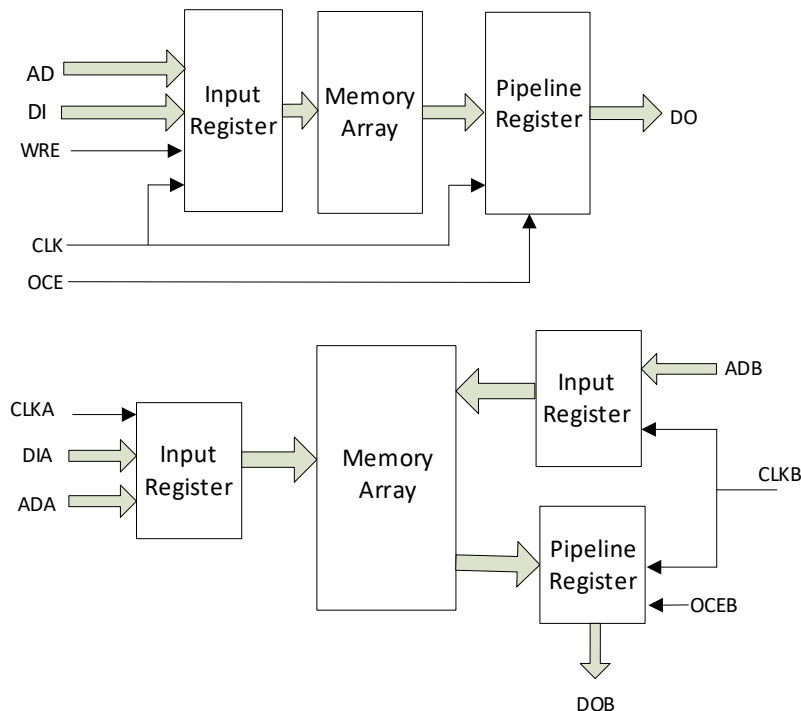 AD
DI
WRE
CLK
OCE
Input
Register
Memory
Array
Pipeline
Register
DO
CLKA
DIA
ADA
Input
Register
Memory
Array
Input
Register
ADB
CLKB
Pipeline
Register
OCEB
DOB